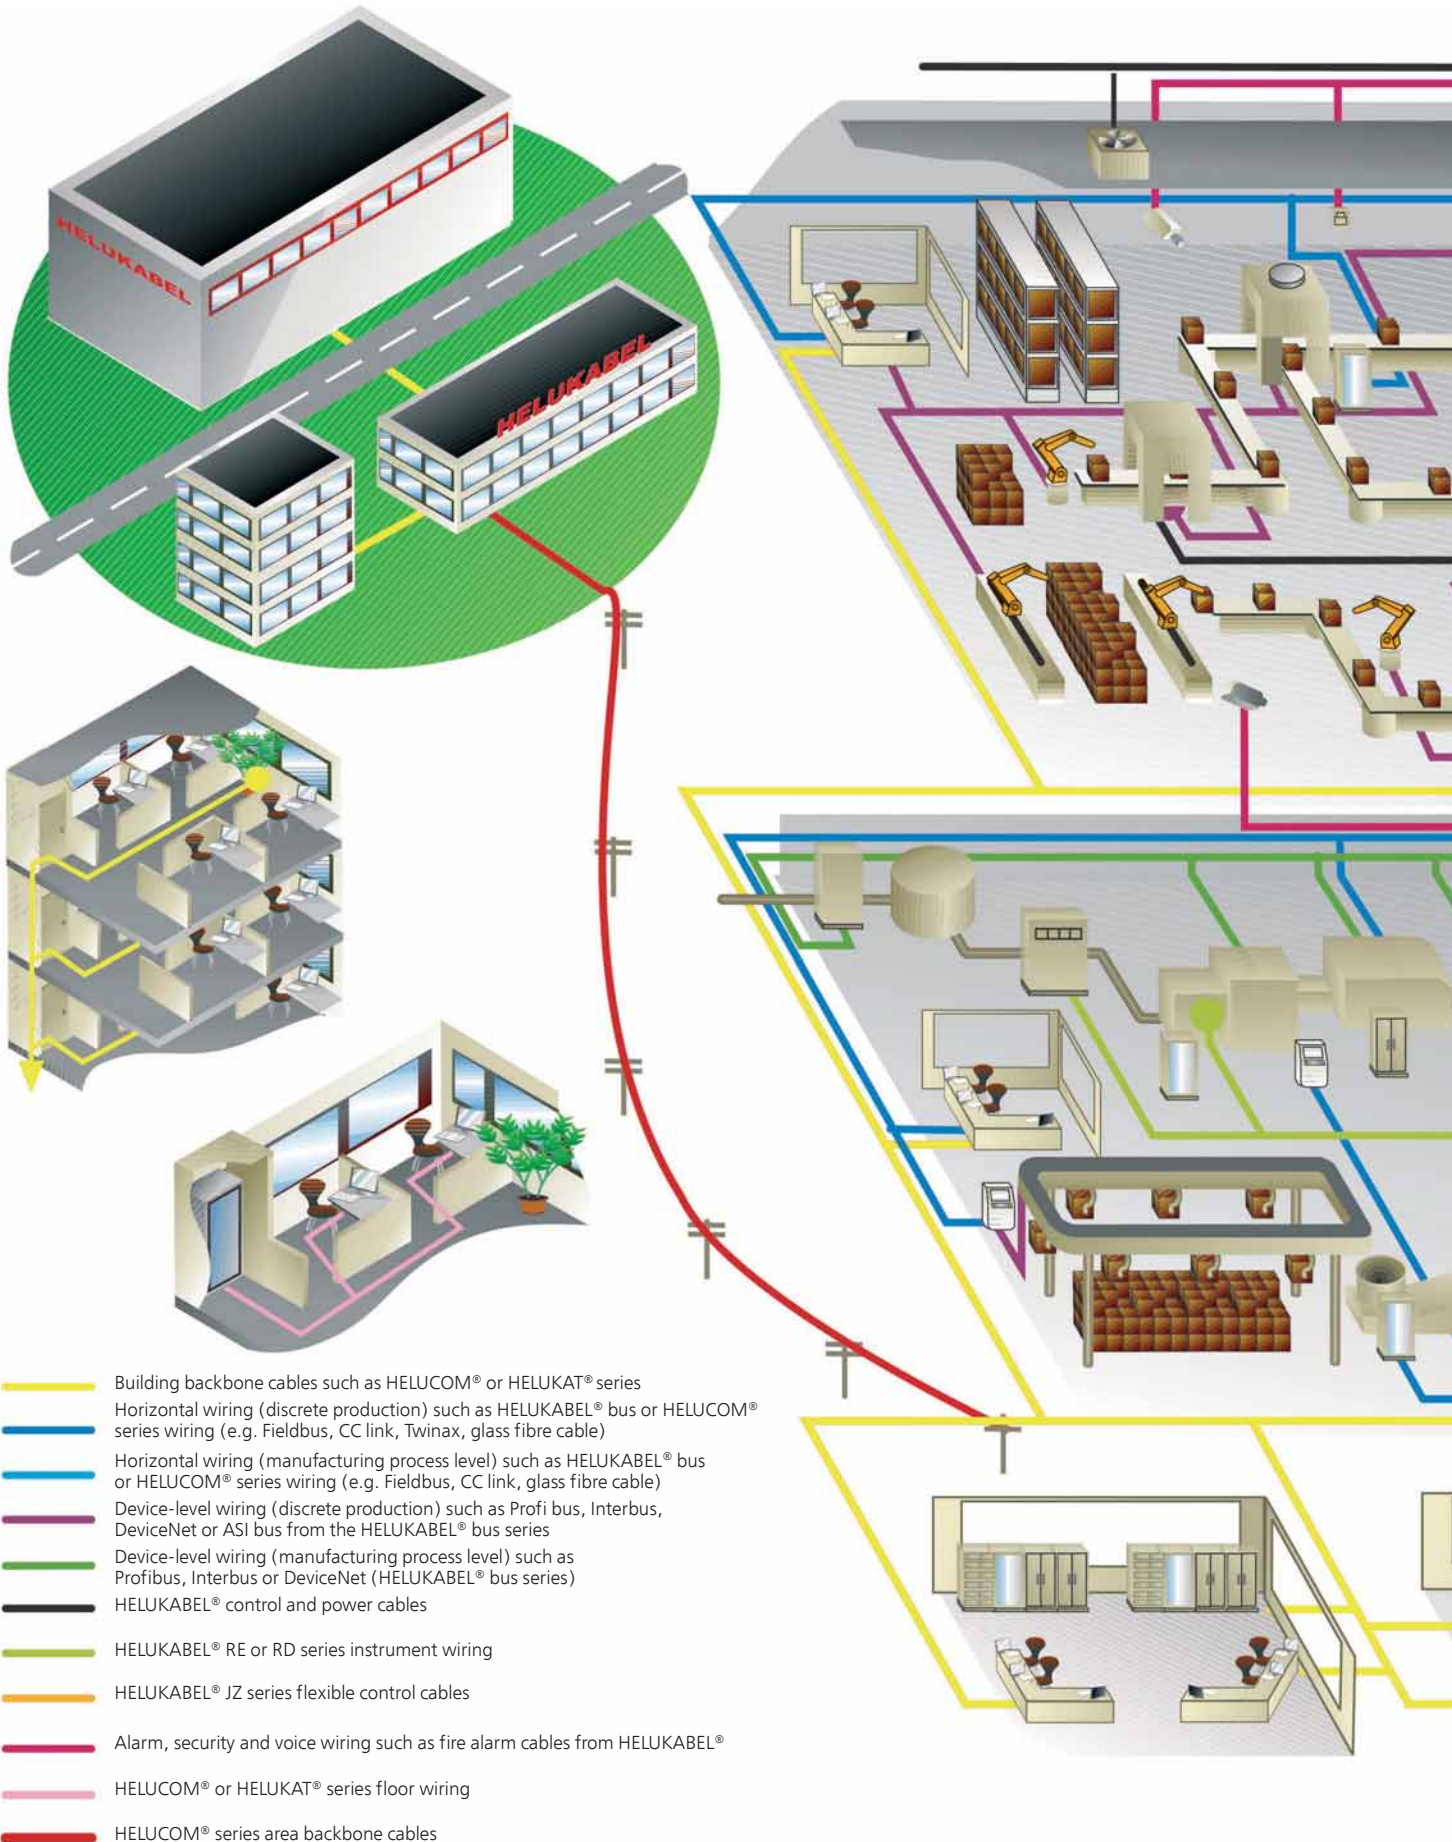 HELUKABEL
HELUKABEL
Building backbone cables such as HELUCOM® or HELUKAT® series
Horizontal wiring (discrete production) such as HELUKABEL® bus or HELUCOM®
series wiring (e.g. Fieldbus, CC link, Twinax, glass fibre cable)
Horizontal wiring (manufacturing process level) such as HELUKABEL® bus
or HELUCOM® series wiring (e.g. Fieldbus, CC link, glass fibre cable)
Device-level wiring (discrete production) such as Profi bus, Interbus,
DeviceNet or ASI bus from the HELUKABEL® bus series
Device-level wiring (manufacturing process level) such as
Profibus, Interbus or DeviceNet (HELUKABEL® bus series)
HELUKABEL® control and power cables
HELUKABEL® RE or RD series instrument wiring
HELUKABEL® JZ series flexible control cables
Alarm, security and voice wiring such as fire alarm cables from HELUKABEL®
HELUCOM® or HELUKAT® series floor wiring
HELUCOM® series area backbone cables